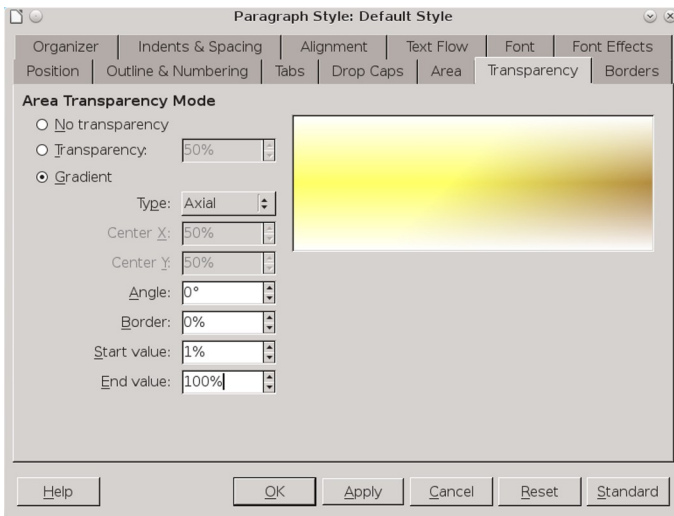 Paragraph Style: Default Style
Organizer Indents & Spacing Alignment Text Flow Font Font Effects
Position Outline & Numbering Tabs Drop Caps Area Transparency Borders
Area Transparency Mode
No transparency
Transparency: 50%
Gradient
Type: Axial
Center X: 50%
Center Y: 50%
Angle: 0°
Border: 0%
Start value: 1%
End value: 100%
Help OK Apply Cancel Reset Standard